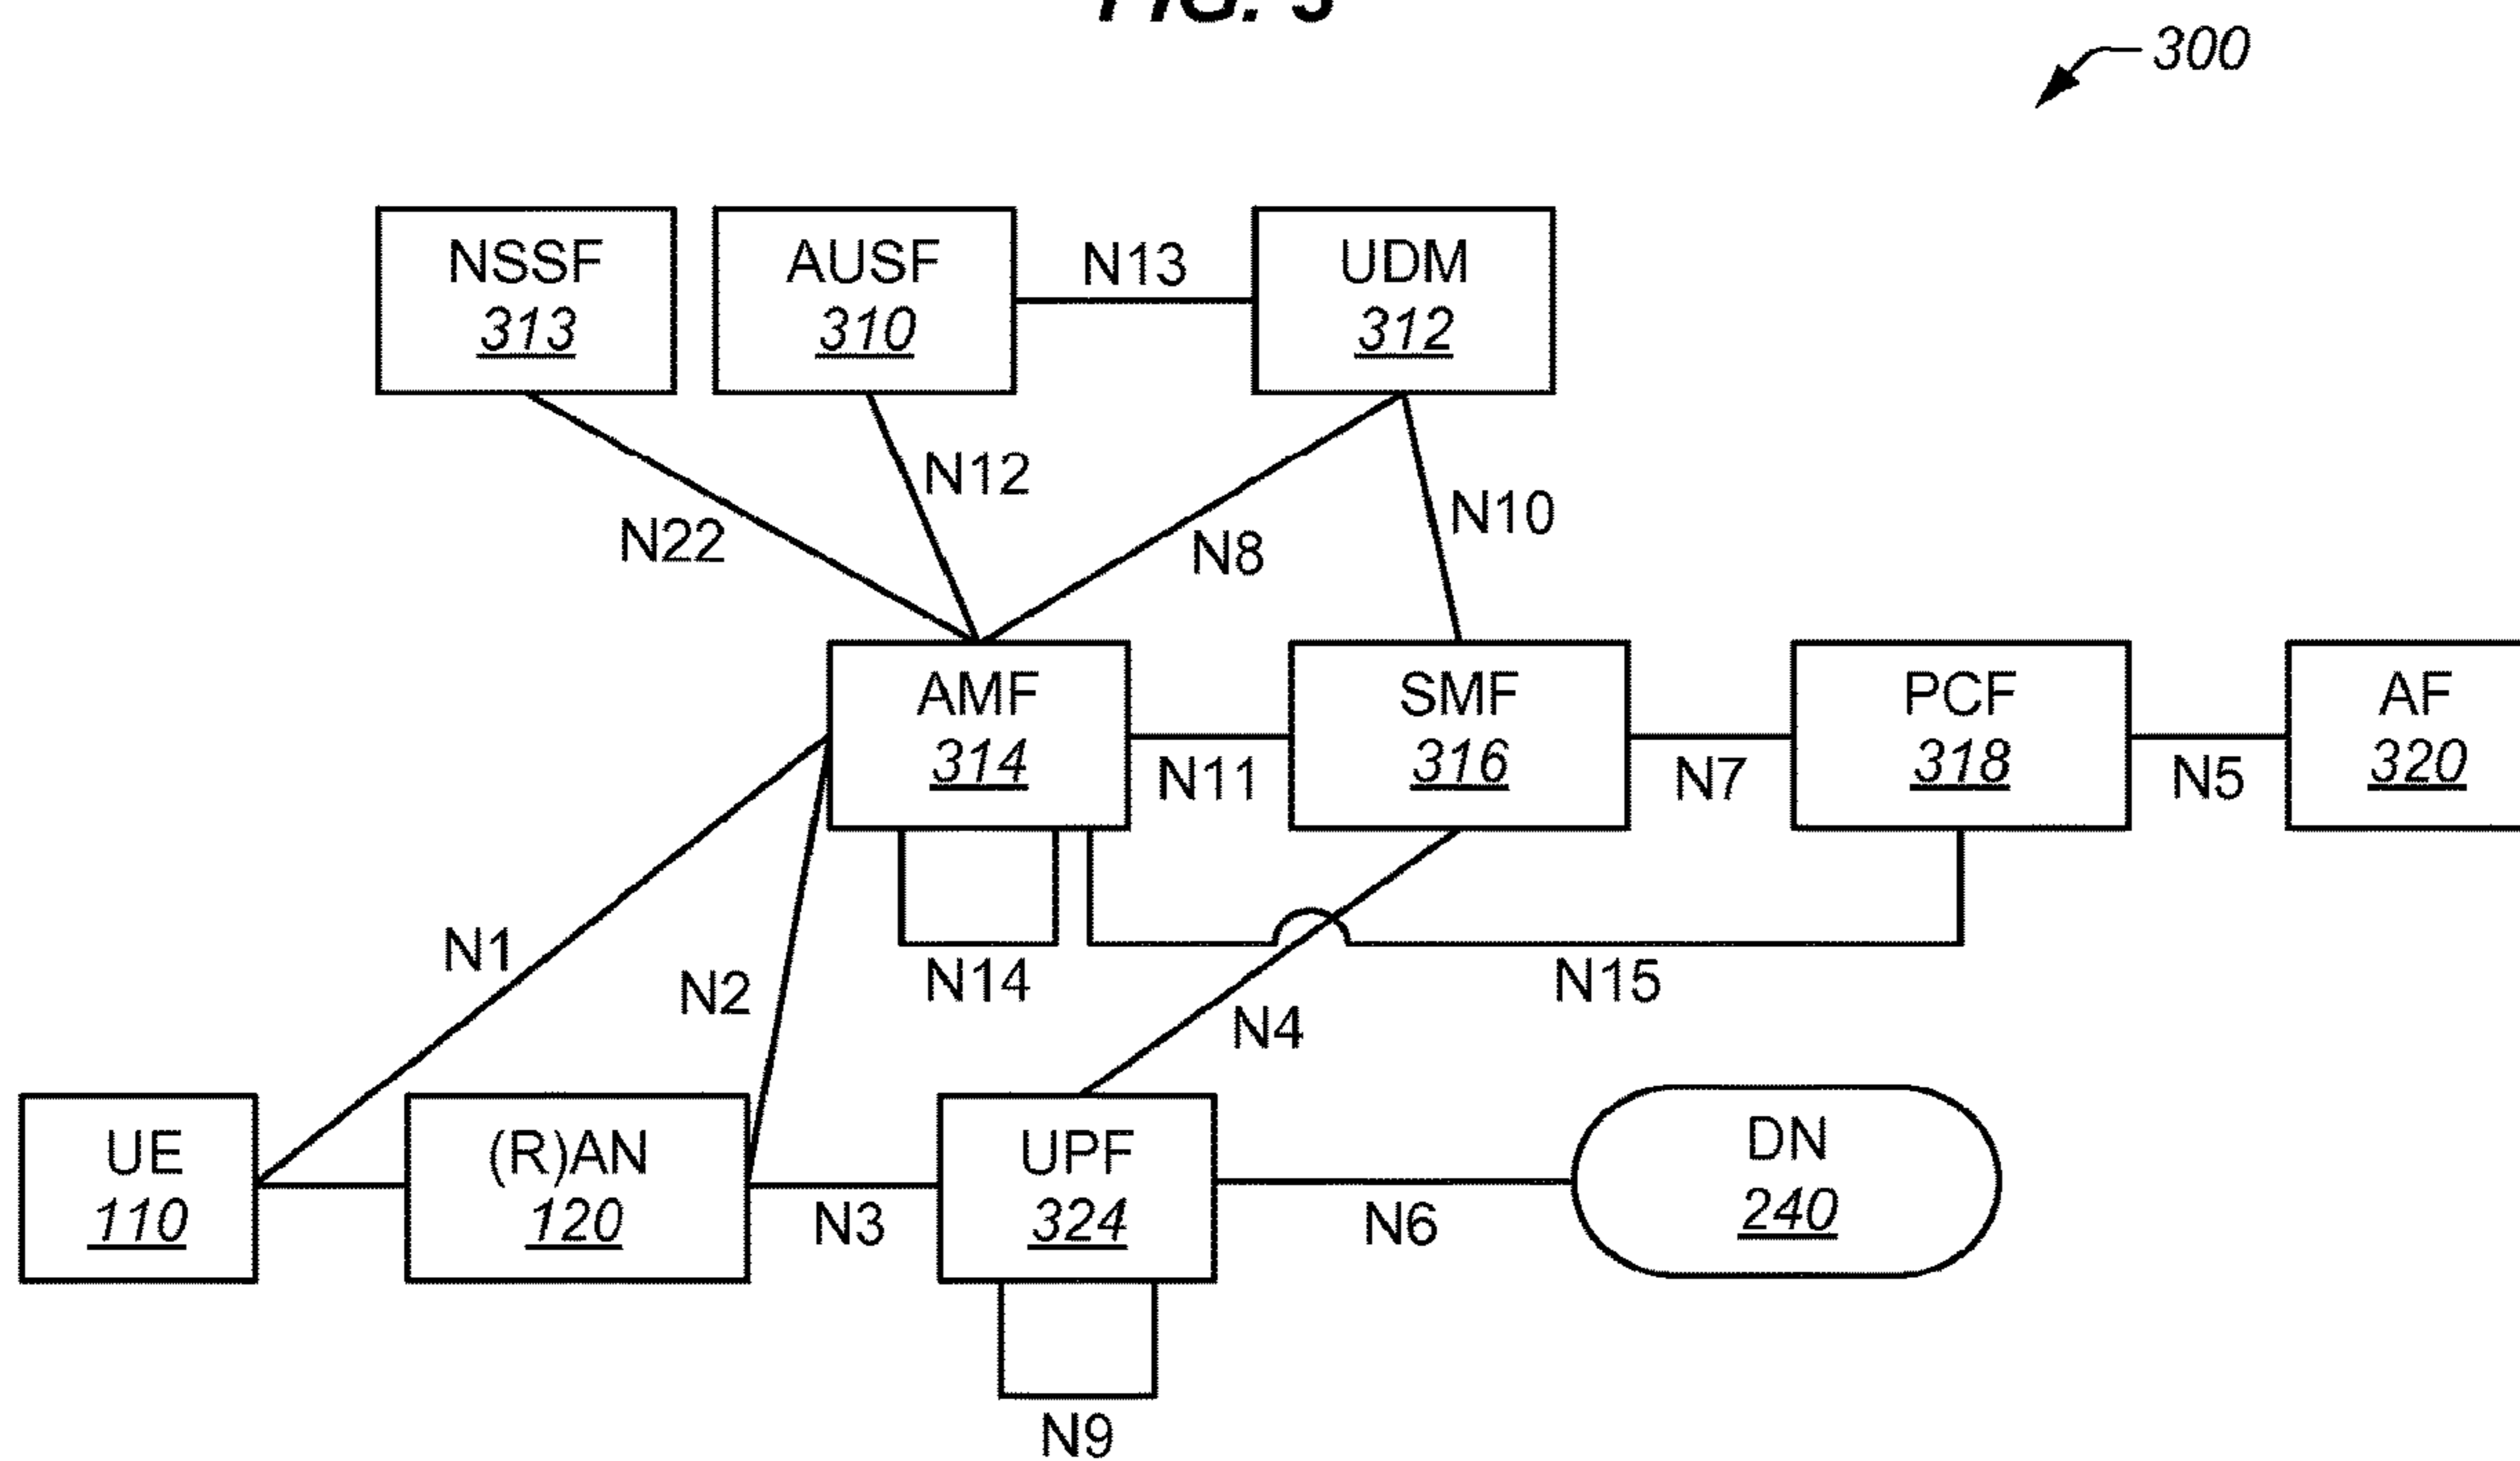 FIG. 3
300
NSSF
313
AUSF
310
N13
UDM
312
N22
N12
N8
N10
AMF
314
N11
SMF
316
N7
PCF
318
N5
AF
320
N1
N2
N14
N4
N15
UE
110
(R)AN
120
N3
UPF
324
N6
DN
240
N9